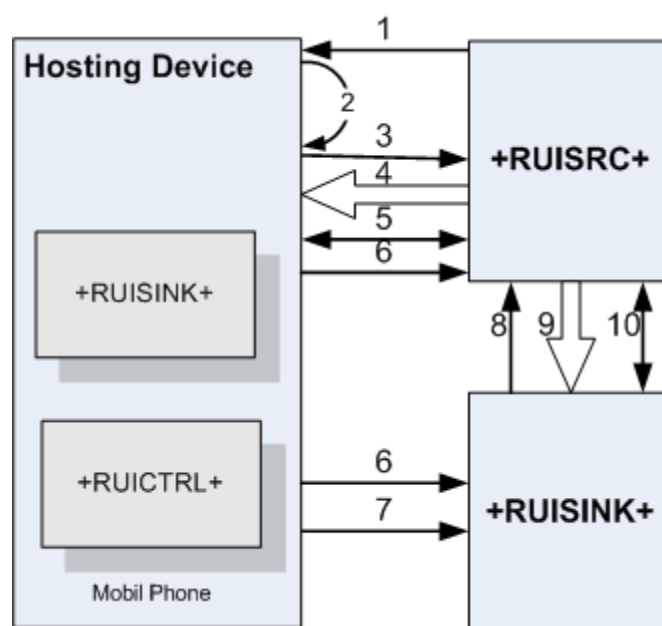 1
Hosting Device
2
3
+RUISRC+
4
5
+RUISINK+
6
8
9
10
+RUICTRL+
6
+RUISINK+
7
Mobil Phone